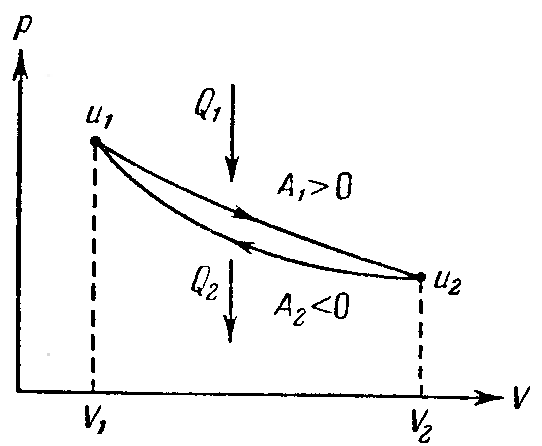 p
u₁
Q₁
A₁>0
Q₂
A₂<0
u₂
V₁
V₂
V